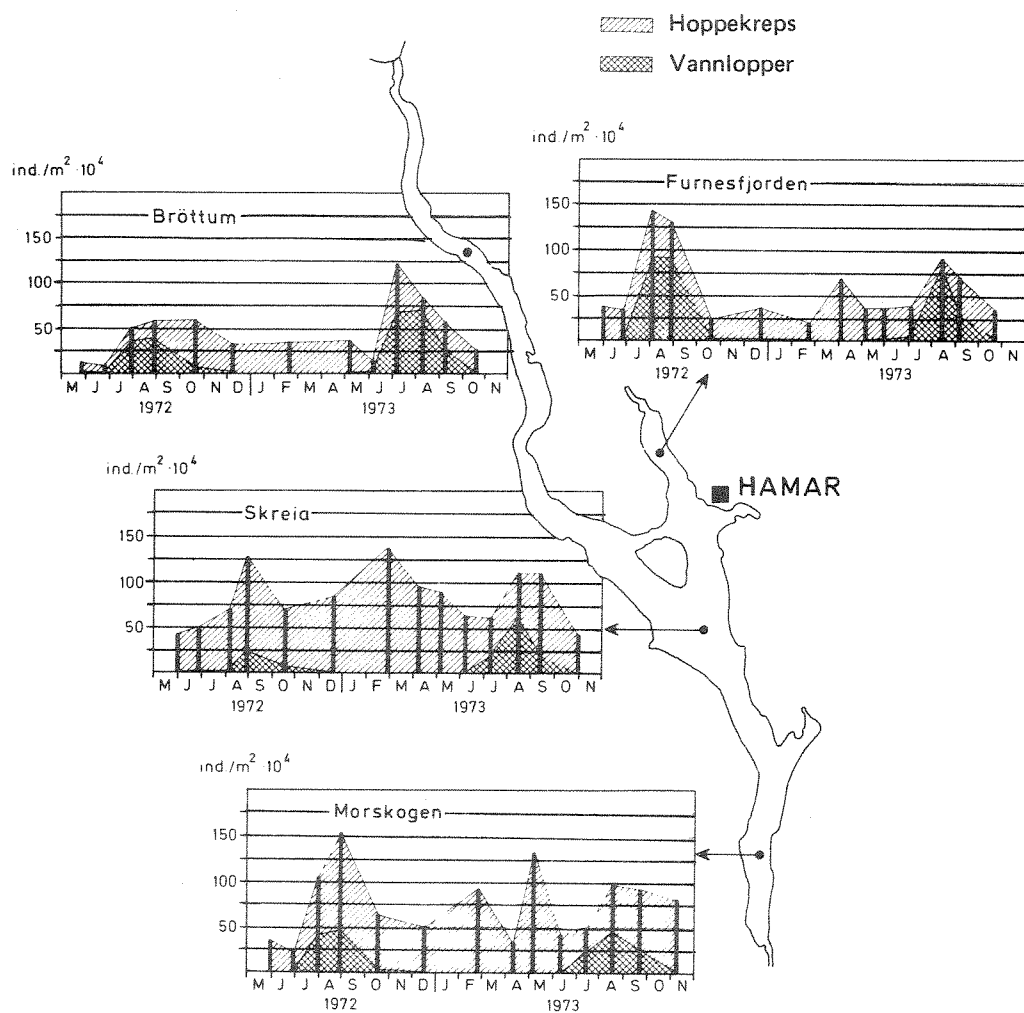 Hoppekreps
Vannlopper
ind./m² · 10⁴
Bröttum
150
100
50
M J J A S O N D J F M A M J J A S O N
1972 1973
ind./m² · 10⁴
Furnesfjorden
150
100
50
M J J A S O N D J F M A M J J A S O N
1972 1973
HAMAR
ind./m² · 10⁴
Skreia
150
100
50
M J J A S O N D J F M A M J J A S O N
1972 1973
ind./m² · 10⁴
Morskogen
150
100
50
M J J A S O N D J F M A M J J A S O N
1972 1973